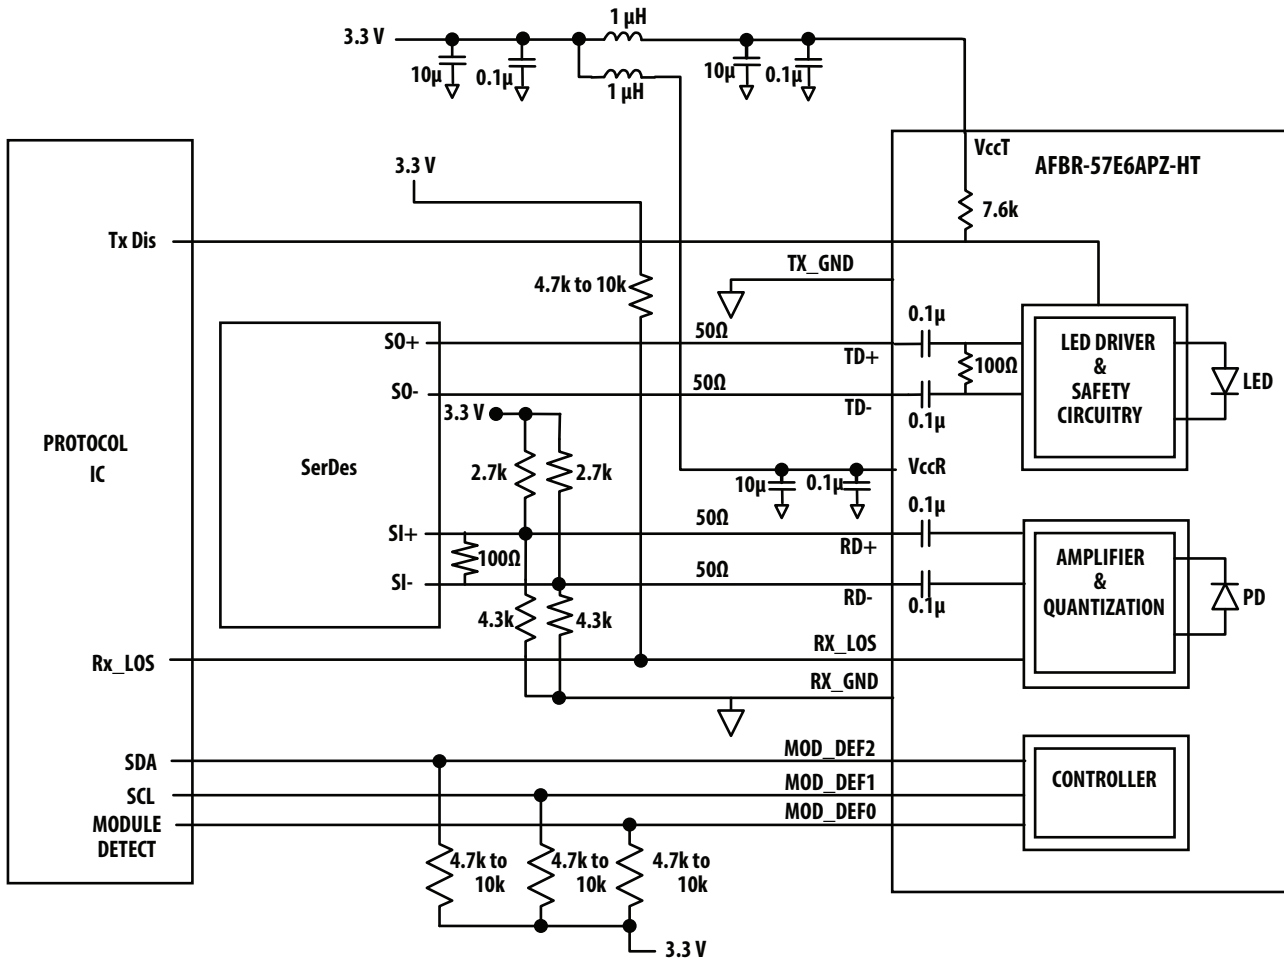 1 µH
3.3 V
10µ
0.1µ
10µ
0.1µ
1 µH
VccT
AFBR-57E6APZ-HT
3.3 V
7.6k
Tx Dis
TX_GND
4.7k to 10k
0.1µ
SO+
50Ω
TD+
LED DRIVER
&
SAFETY
CIRCUITRY
100Ω
LED
SO-
50Ω
TD-
0.1µ
3.3 V
PROTOCOL
IC
SerDes
2.7k
2.7k
VccR
10µ
0.1µ
0.1µ
SI+
50Ω
RD+
100Ω
AMPLIFIER
&
QUANTIZATION
SI-
50Ω
RD-
0.1µ
PD
4.3k
4.3k
Rx_LOS
RX_LOS
RX_GND
SDA
MOD_DEF2
SCL
MOD_DEF1
CONTROLLER
MODULE
DETECT
MOD_DEF0
4.7k to
10k
4.7k to
10k
4.7k to
10k
3.3 V